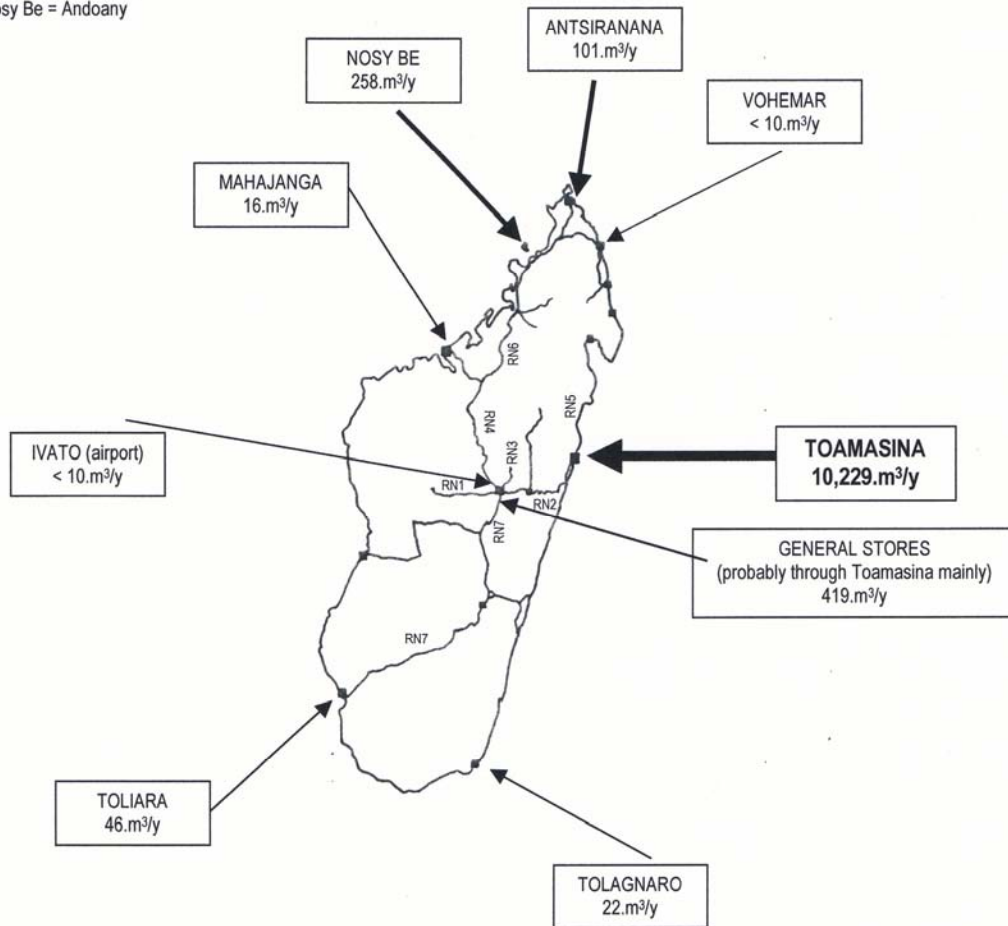 = Andoany
ANTSIRANANA
101.m³/y
NOSY BE
258.m³/y
VOHEMAR
< 10.m³/y
MAHAJANGA
16.m³/y
RN6
RN5
RN4
RN3
IVATO (airport)
< 10.m³/y
TOAMASINA
10,229.m³/y
RN1
RN2
RN7
GENERAL STORES
(probably through Toamasina mainly)
419.m³/y
RN7
TOLIARA
46.m³/y
TOLAGNARO
22.m³/y